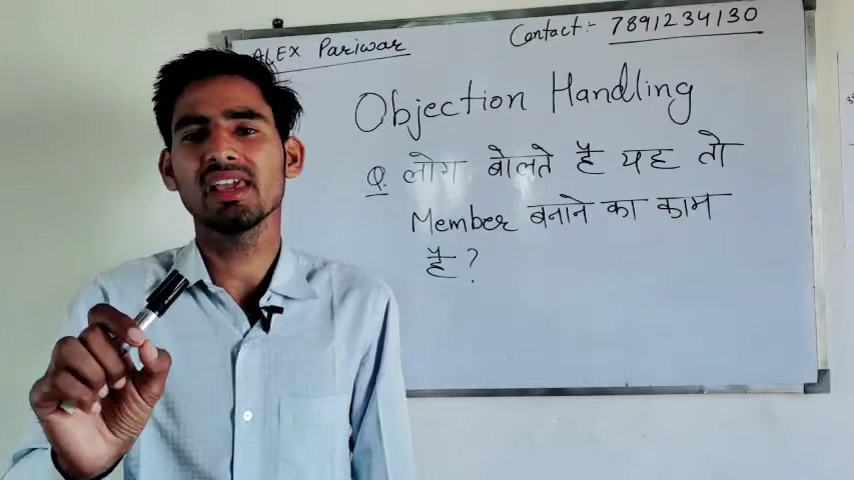 ALEX Pariwar
Contact:- 7891234130
Objection Handling
Q. लोग बोलते है यह तो
Member बनाने का काम
है ?